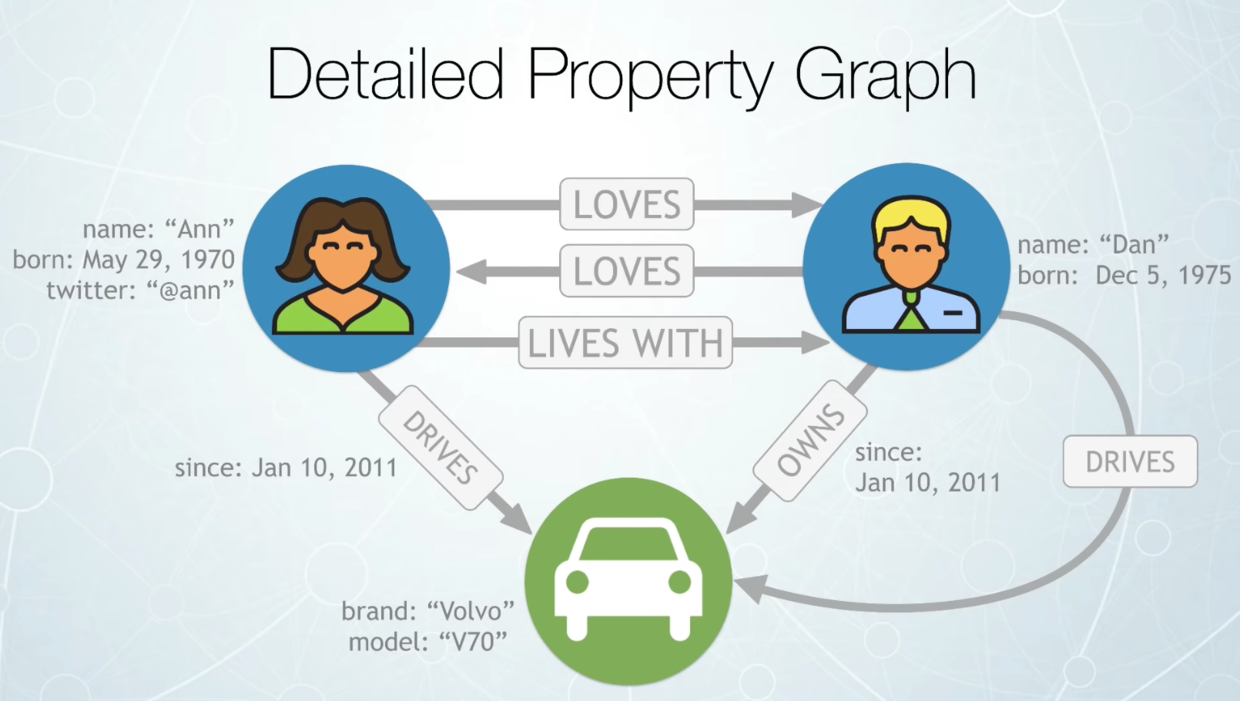 Detailed Property Graph
LOVES
name: “Ann”
born: May 29, 1970
twitter: “@ann”
name: “Dan”
born: Dec 5, 1975
LOVES
LIVES WITH
DRIVES
since: Jan 10, 2011
OWNS
since:
Jan 10, 2011
DRIVES
brand: “Volvo”
model: “V70”